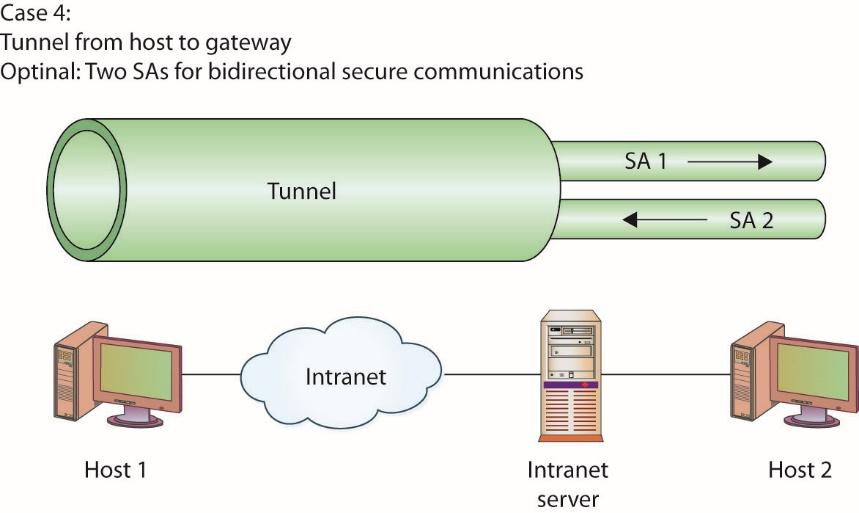 Case 4:
Tunnel from host to gateway
Optinal: Two SAs for bidirectional secure communications
SA 1
Tunnel
SA 2
Intranet
Host 1
Intranet
server
Host 2